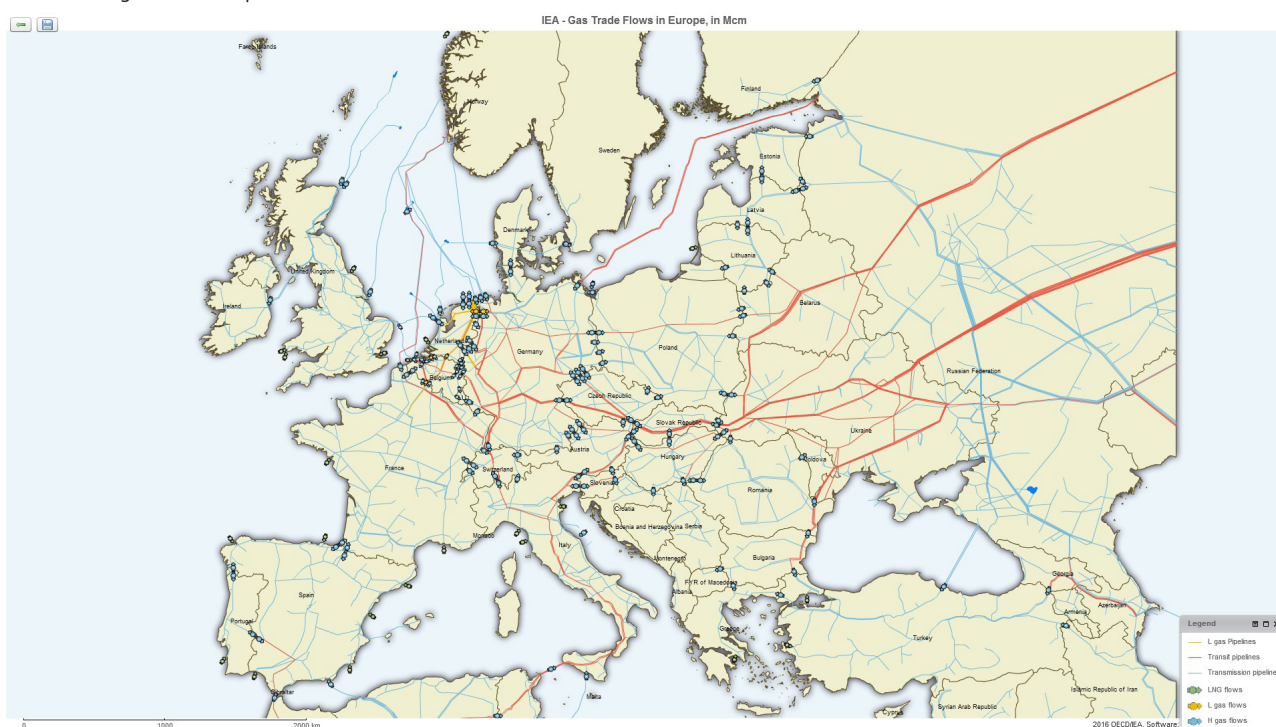 IEA - Gas Trade Flows in Europe, in Mcm
Faroe Islands
Norway
Finland
Sweden
Estonia
Latvia
Denmark
Lithuania
United Kingdom
Ireland
Belarus
Netherlands
Germany
Poland
Belgium
Russian Federation
Czech Republic
Slovak Republic
Ukraine
Austria
Hungary
Moldova
France
Switzerland
Slovenia
Romania
Croatia
Bosnia and Herzegovina
Serbia
Monaco
Italy
Montenegro
Bulgaria
Georgia
FYR of Macedonia
Albania
Spain
Armenia
Azerbaijan
Portugal
Greece
Turkey
Gibraltar
Malta
Islamic Republic of Iran
Cyprus
Syrian Arab Republic
Legend
L gas Pipelines
Transit pipelines
Transmission pipeline
LNG flows
L gas flows
H gas flows
0 1000 2000 km
2016 OECD/IEA. Software: